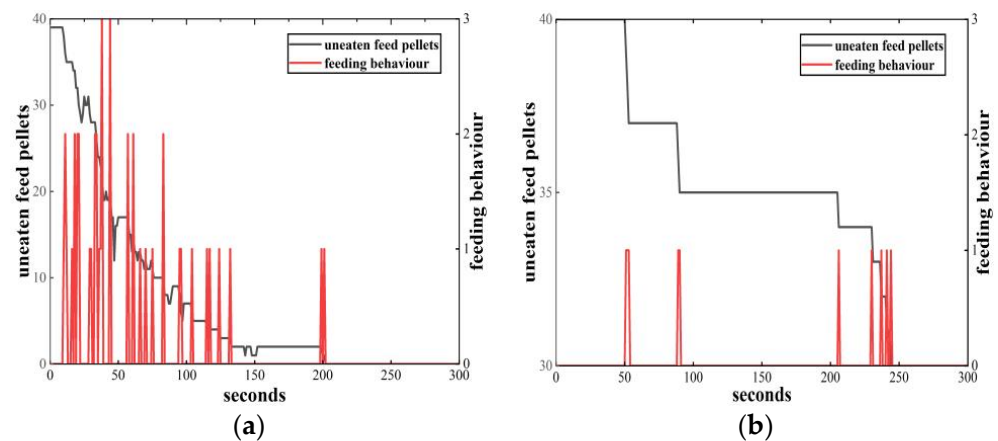 40
30
20
10
0
uneaten feed pellets
uneaten feed pellets
feeding behaviour
3
2
1
0
feeding behaviour
0 50 100 150 200 250 300
seconds
(a)
40
35
30
uneaten feed pellets
uneaten feed pellets
feeding behaviour
3
2
1
0
feeding behaviour
0 50 100 150 200 250 300
seconds
(b)